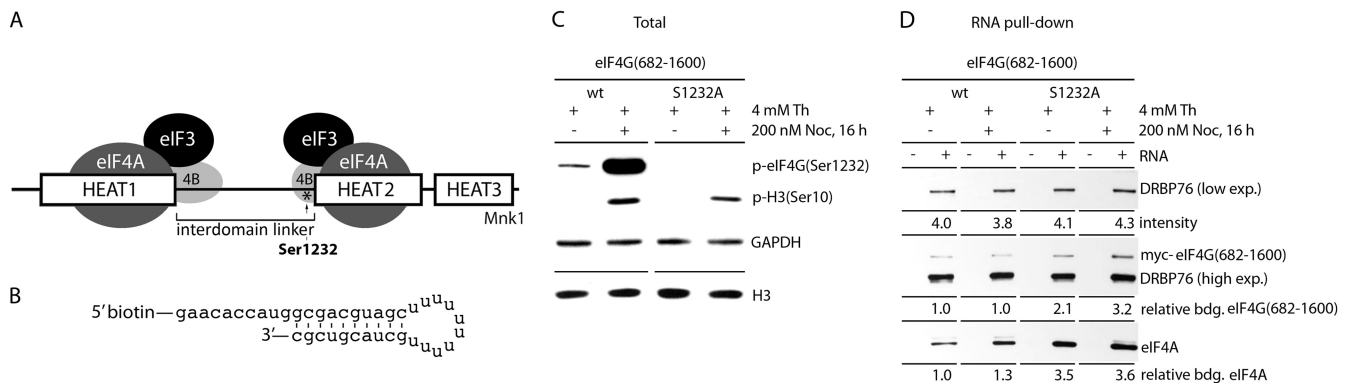 A
eIF3
eIF3
eIF4A
eIF4A
4B
4B
*
HEAT1
HEAT2
HEAT3
Mnk1
interdomain linker
Ser1232
B
5'biotin—gaacaccauggcgacguagcuuuuuuuuuu
3'—cgcugcaucg
C
Total
eIF4G(682-1600)
wt S1232A
+ + + + 4 mM Th
- + - + 200 nM Noc, 16 h
p-eIF4G(Ser1232)
p-H3(Ser10)
GAPDH
H3
D
RNA pull-down
eIF4G(682-1600)
wt S1232A
+ + + + 4 mM Th
- + - + 200 nM Noc, 16 h
- + - + - + - + RNA
DRBP76 (low exp.)
4.0 3.8 4.1 4.3 intensity
myc-eIF4G(682-1600)
DRBP76 (high exp.)
1.0 1.0 2.1 3.2 relative bdg. eIF4G(682-1600)
eIF4A
1.0 1.3 3.5 3.6 relative bdg. eIF4A